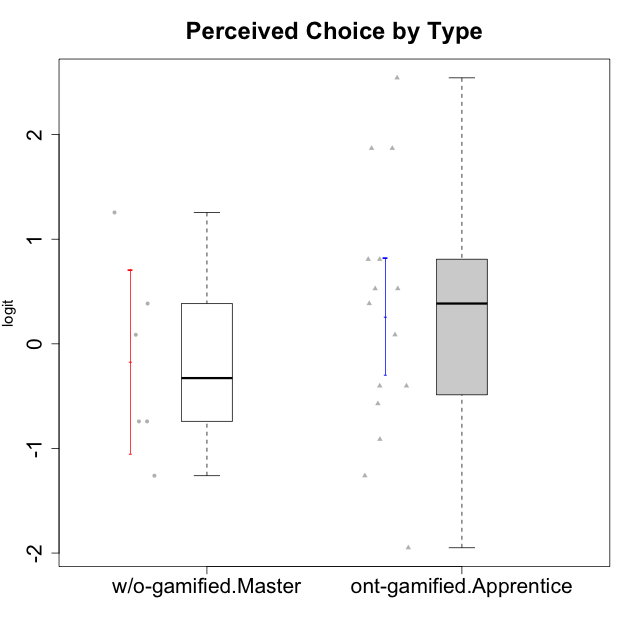 Perceived Choice by Type
logit
2
1
0
-1
-2
w/o-gamified.Master
ont-gamified.Apprentice